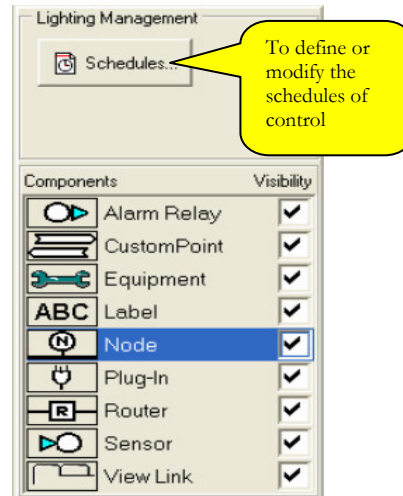 Lighting Management
Schedules...
To define or
modify the
schedules of
control
Components Visibility
Alarm Relay
CustomPoint
Equipment
ABC Label
N Node
Plug-In
R Router
Sensor
View Link